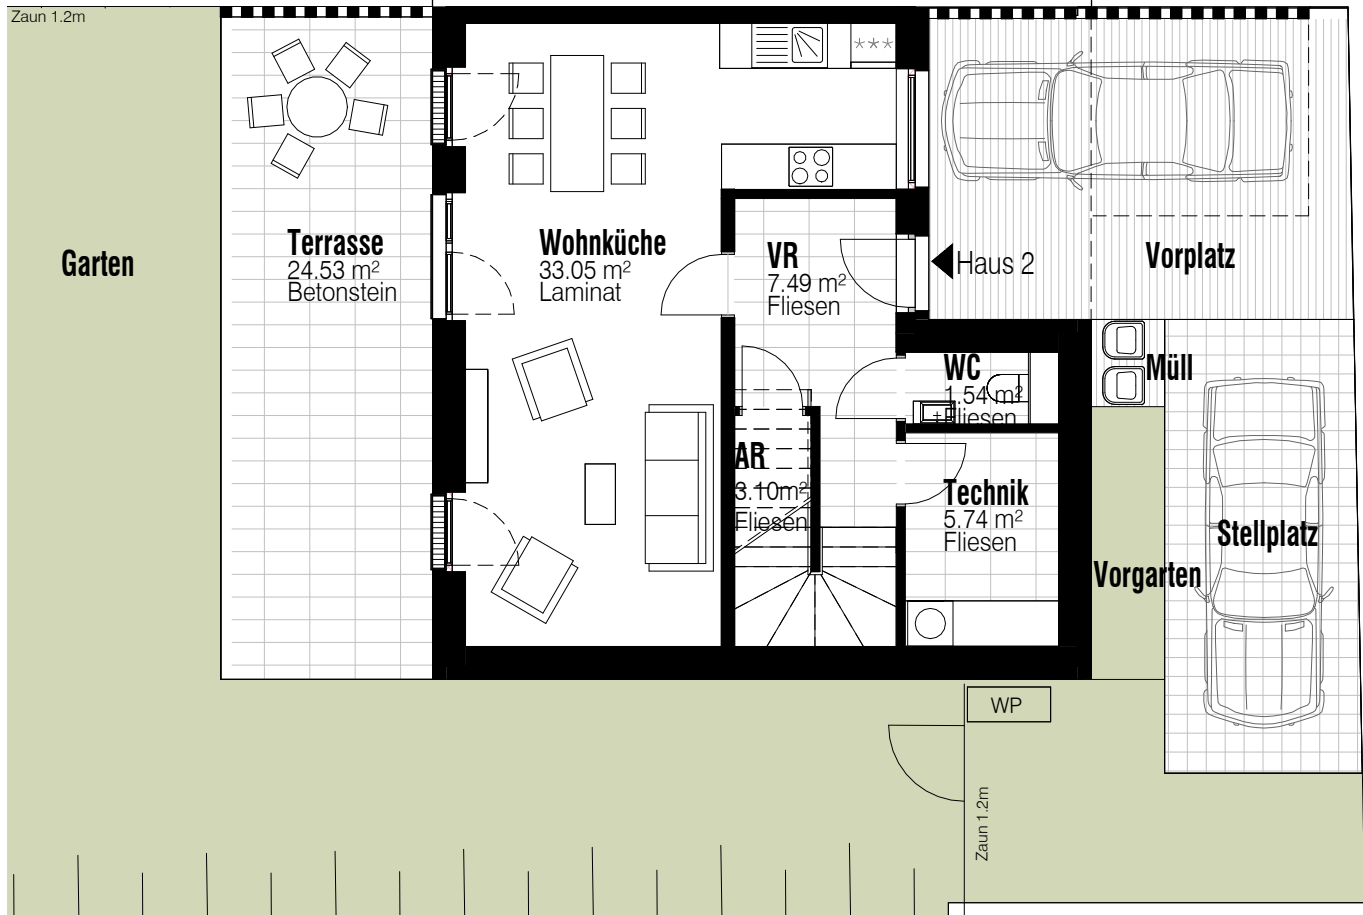 Zaun 1.2m
Garten
Terrasse
24.53 m²
Betonstein
Wohnküche
33.05 m²
Laminat
VR
7.49 m²
Fliesen
Haus 2
Vorplatz
WC
1.54 m²
Fliesen
Müll
AR
3.10m²
Fliesen
Technik
5.74 m²
Fliesen
Stellplatz
Vorgarten
WP
Zaun 1.2m